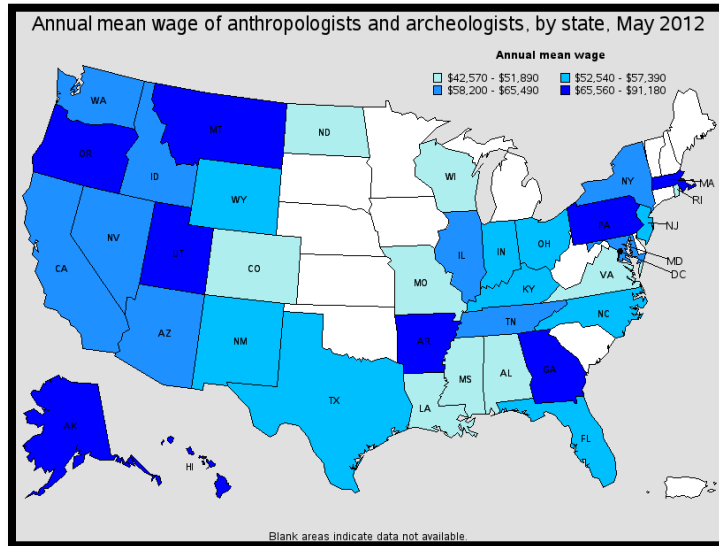 Annual mean wage of anthropologists and archeologists, by state, May 2012
Annual mean wage
$42,570 - $51,890 $52,540 - $57,390
$58,200 - $65,490 $65,560 - $91,180
WA
MT
ND
OR
ID
WI
NY
MA
RI
WY
PA
NJ
NV
IL
IN
OH
UT
CO
MD
CA
MO
KY
VA
DC
AZ
NM
TN
NC
AR
MS
AL
GA
TX
LA
AK
FL
HI
Blank areas indicate data not available.